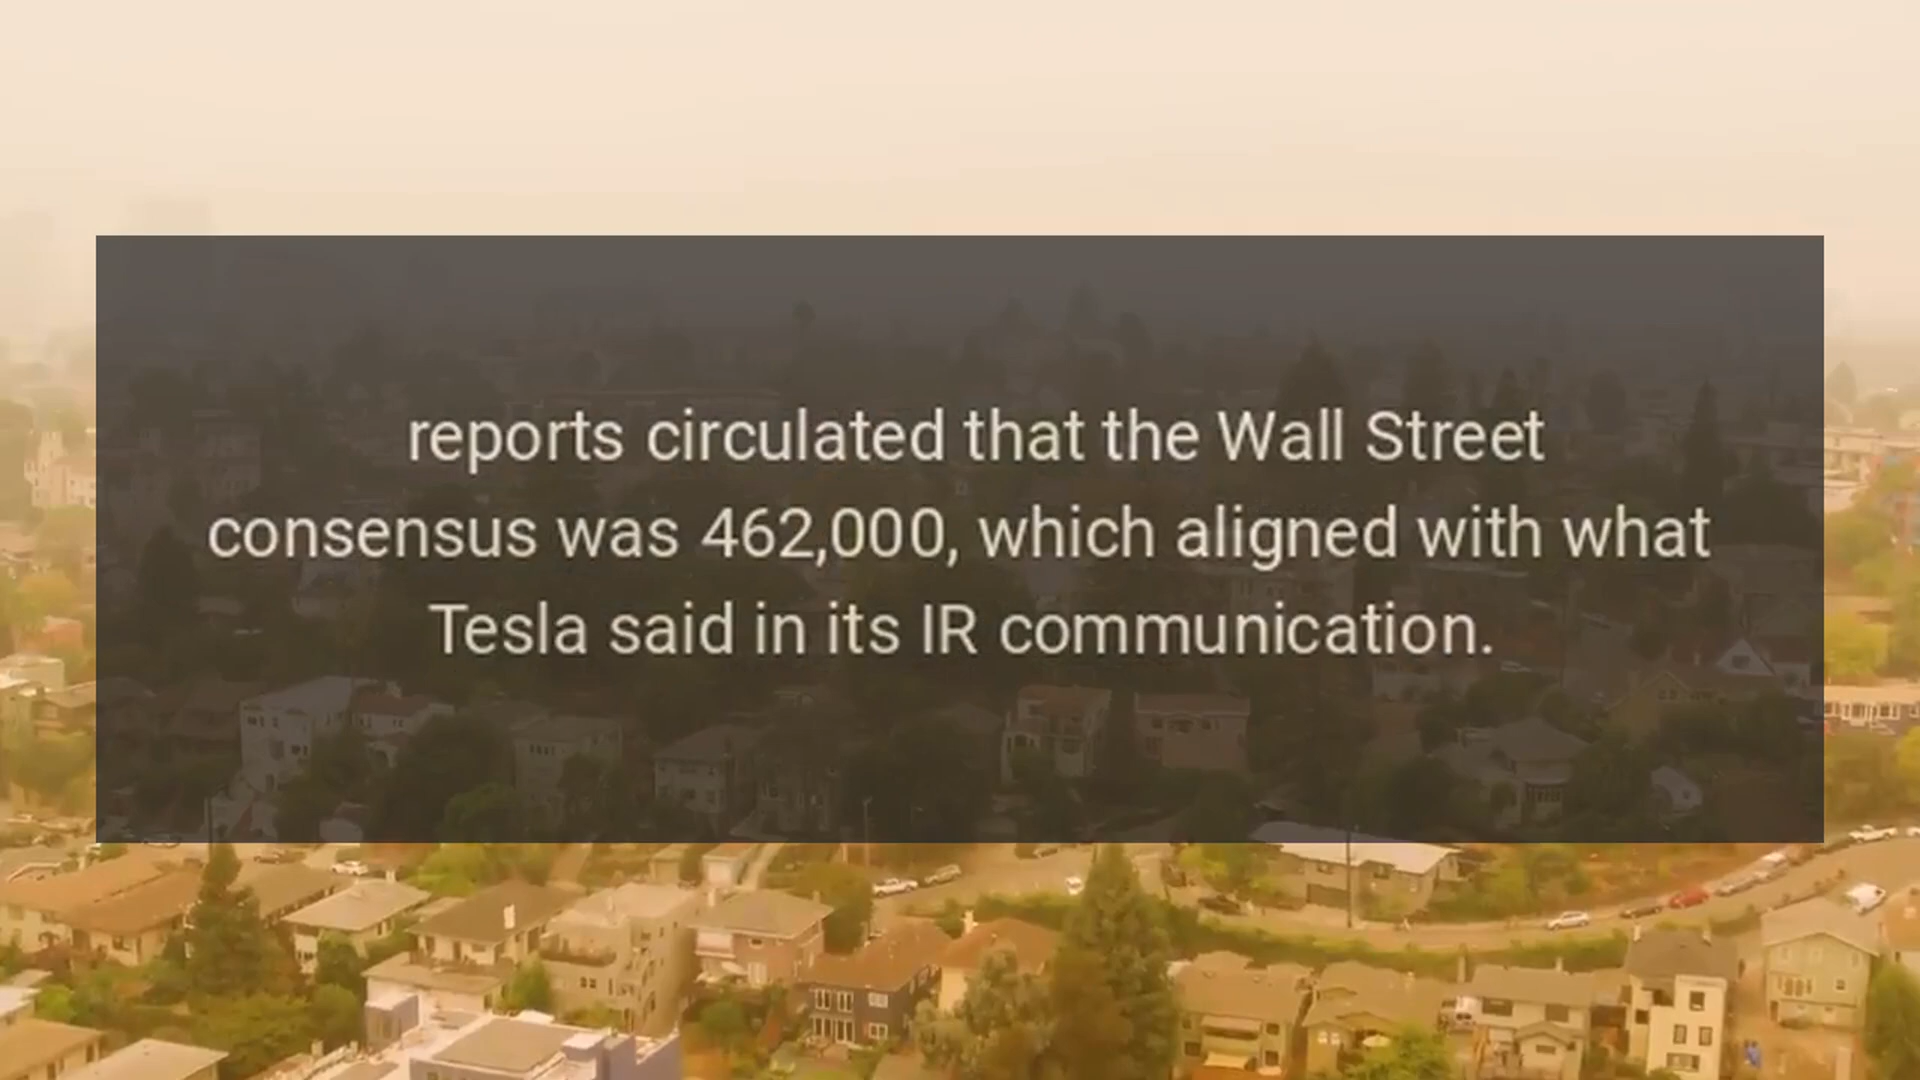 reports circulated that the Wall Street
consensus was 462,000, which aligned with what
Tesla said in its IR communication.